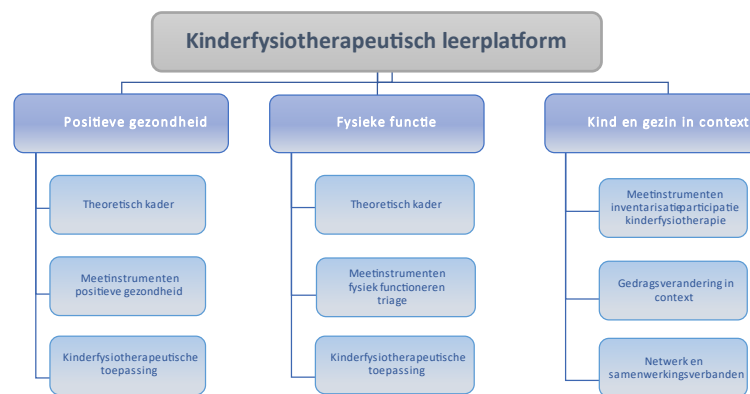 Kinderfysiotherapeutisch leerplatform
Positieve gezondheid
Fysieke functie
Kind en gezin in context
Theoretisch kader
Meetinstrumenten
positieve gezondheid
Kinderfysiotherapeutische
toepassing
Theoretisch kader
Meetinstrumenten
fysiek functioneren
triage
Kinderfysiotherapeutische
toepassing
Meetinstrumenten
inventarisatie participatie
kinderfysiotherapie
Gedragsverandering in
context
Netwerk en
samenwerkingsverbanden